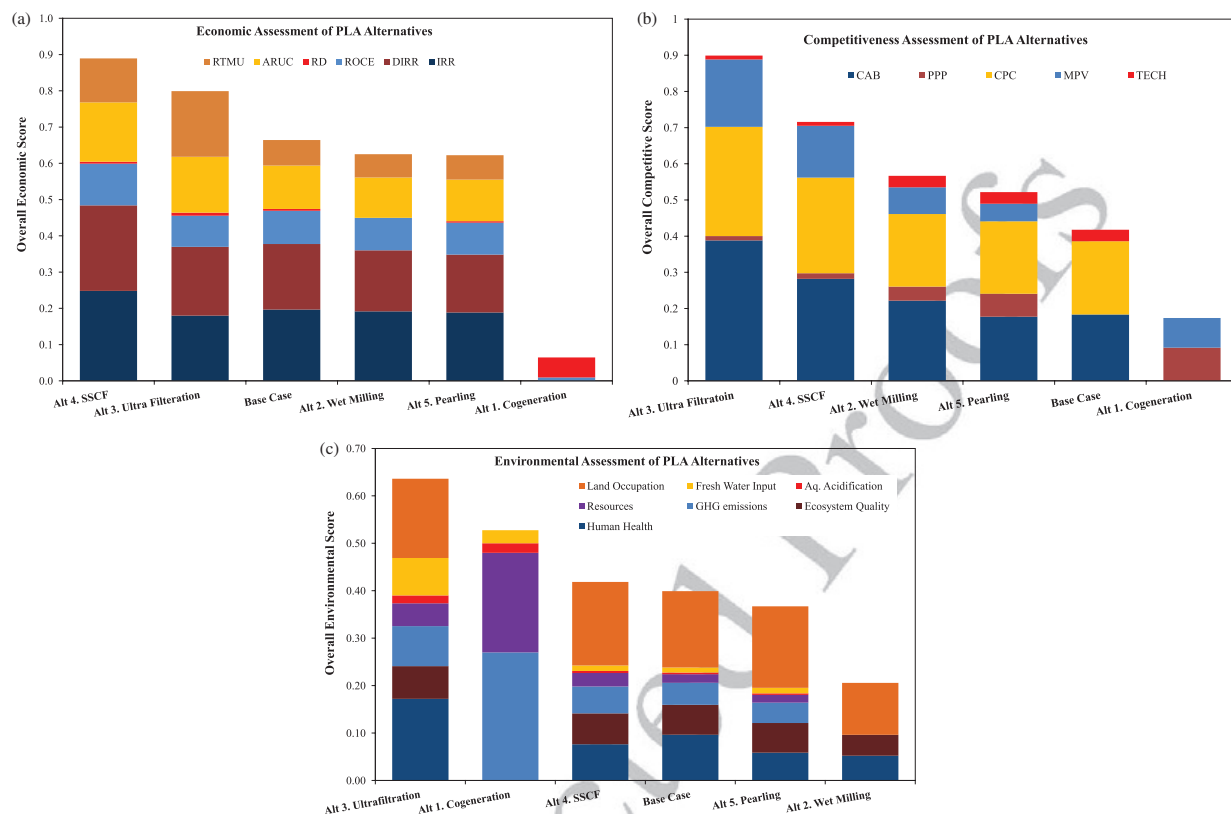 (a)
Economic Assessment of PLA Alternatives
RTMU ARUC RD ROCE DIRR IRR
Overall Economic Score
1.0
0.9
0.8
0.7
0.6
0.5
0.4
0.3
0.2
0.1
0.0
Alt 4. SSCF
Alt 3. Ultra Filteration
Base Case
Alt 2. Wet Milling
Alt 5. Pearling
Alt 1. Cogeneration
(b)
Competitiveness Assessment of PLA Alternatives
CAB PPP CPC MPV TECH
Overall Competitive Score
1
0.9
0.8
0.7
0.6
0.5
0.4
0.3
0.2
0.1
0
Alt 3. Ultra Filtratoin
Alt 4. SSCF
Alt 2. Wet Milling
Alt 5. Pearling
Base Case
Alt 1. Cogeneration
(c)
Environmental Assessment of PLA Alternatives
Land Occupation Fresh Water Input Aq. Acidification
Resources GHG emissions Ecosystem Quality
Human Health
Overall Environmental Score
0.70
0.60
0.50
0.40
0.30
0.20
0.10
0.00
Alt 3. Ultrafiltration
Alt 1. Cogeneration
Alt 4. SSCF
Base Case
Alt 5. Pearling
Alt 2. Wet Milling
Proofs